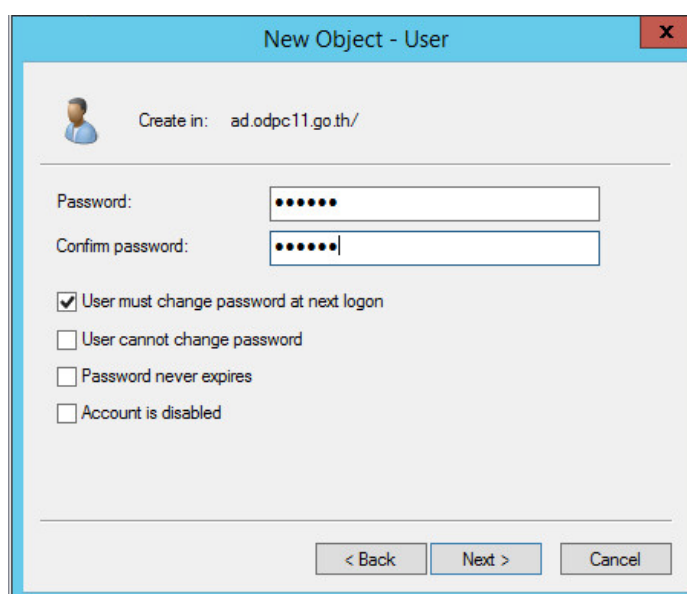 New Object - User
x
Create in: ad.odpc11.go.th/
Password: ●●●●●●
Confirm password: ●●●●●●
User must change password at next logon
User cannot change password
Password never expires
Account is disabled
< Back Next > Cancel